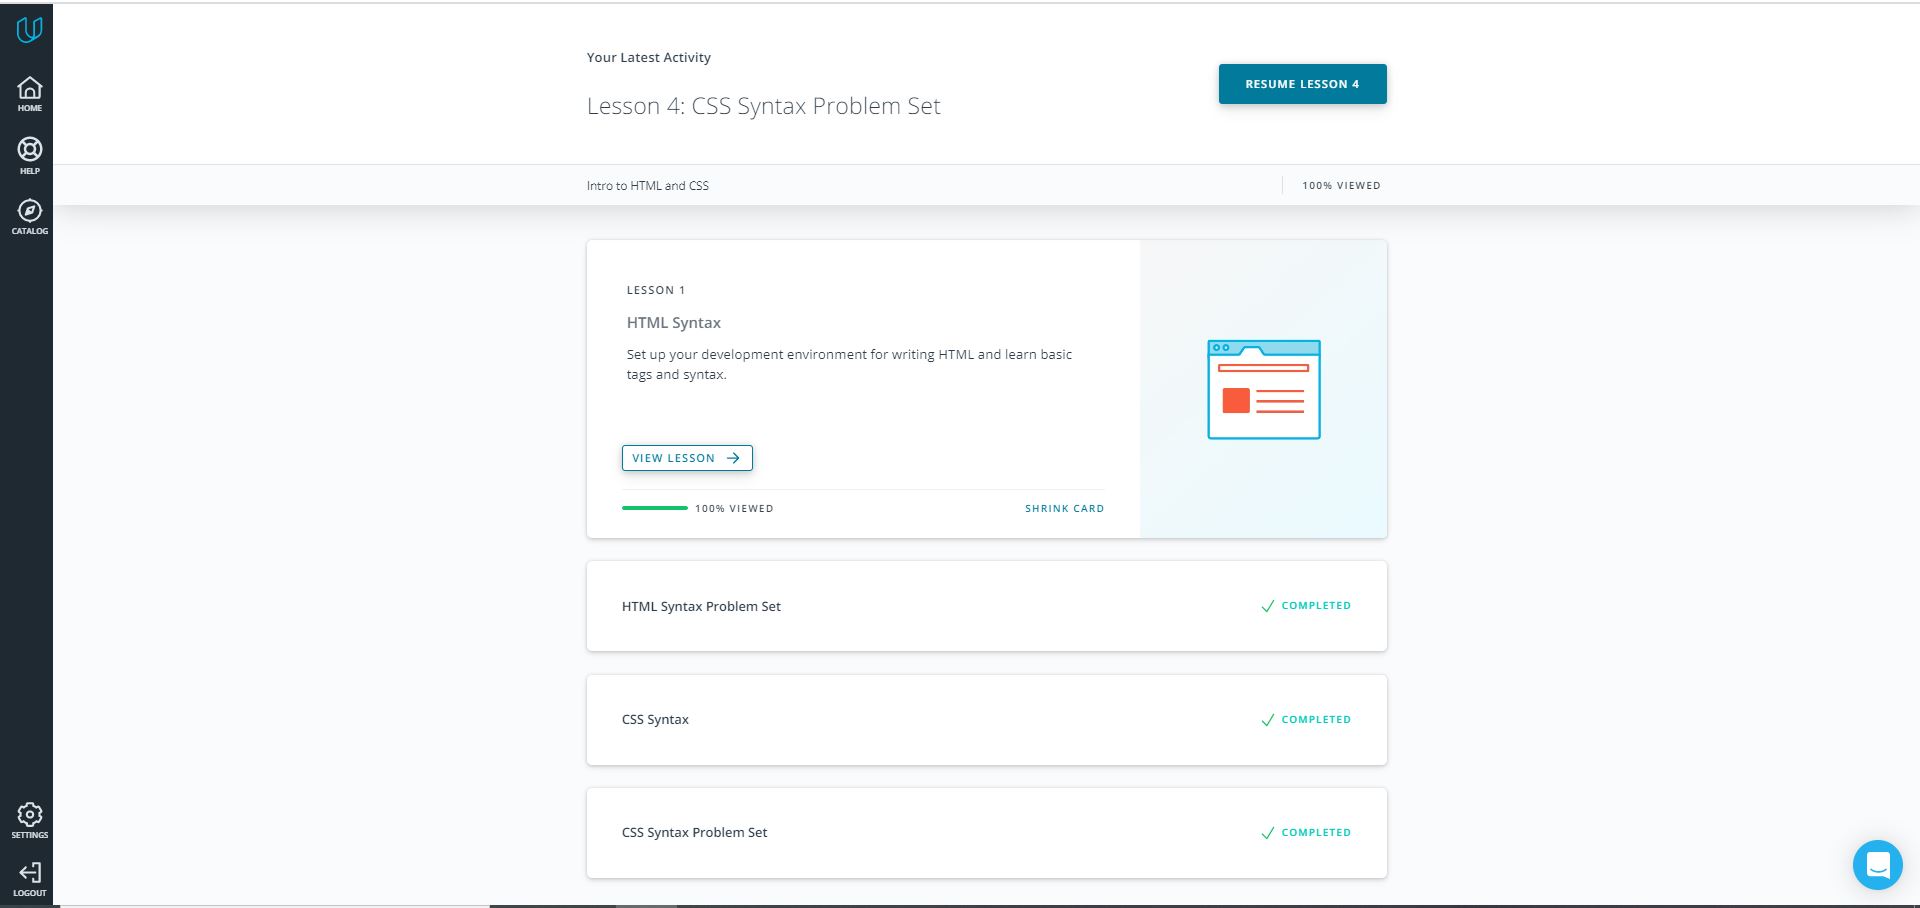 HOME
HELP
CATALOG
SETTINGS
LOGOUT
Your Latest Activity
Lesson 4: CSS Syntax Problem Set
RESUME LESSON 4
Intro to HTML and CSS
100% VIEWED
LESSON 1
HTML Syntax
Set up your development environment for writing HTML and learn basic
tags and syntax.
VIEW LESSON
100% VIEWED
SHRINK CARD
HTML Syntax Problem Set
COMPLETED
CSS Syntax
COMPLETED
CSS Syntax Problem Set
COMPLETED